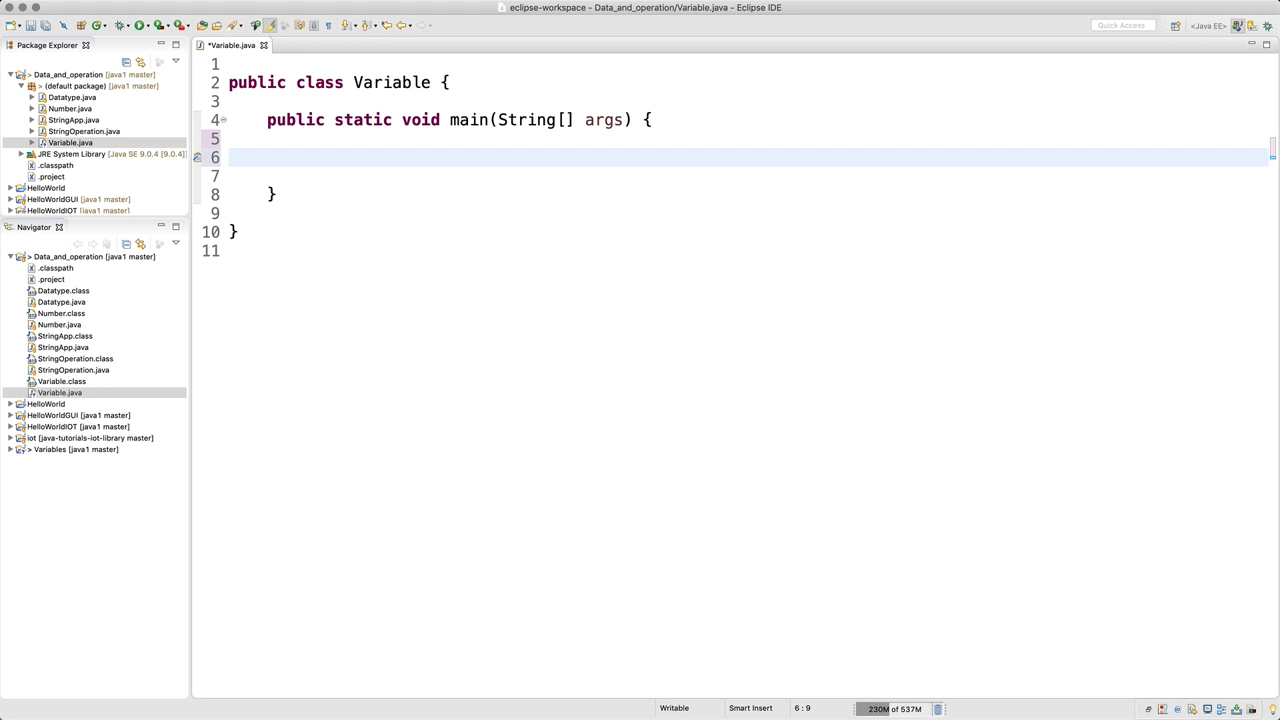 eclipse-workspace - Data_and_operation/Variable.java - Eclipse IDE
Quick Access
<Java EE>
Package Explorer
> Data_and_operation [java1 master]
> (default package) [java1 master]
Datatype.java
Number.java
StringApp.java
StringOperation.java
Variable.java
JRE System Library [Java SE 9.0.4 [9.0.4]]
.classpath
.project
HelloWorld
HelloWorldGUI [java1 master]
HelloWorldIOT [java1 master]
Navigator
> Data_and_operation [java1 master]
.classpath
.project
Datatype.class
Datatype.java
Number.class
Number.java
StringApp.class
StringApp.java
StringOperation.class
StringOperation.java
Variable.class
Variable.java
HelloWorld
HelloWorldGUI [java1 master]
HelloWorldIOT [java1 master]
iot [java-tutorials-iot-library master]
> Variables [java1 master]
*Variable.java
1
2 public class Variable {
3
4 public static void main(String[] args) {
5
6
7
8 }
9
10 }
11
Writable
Smart Insert
6 : 9
230M of 537M